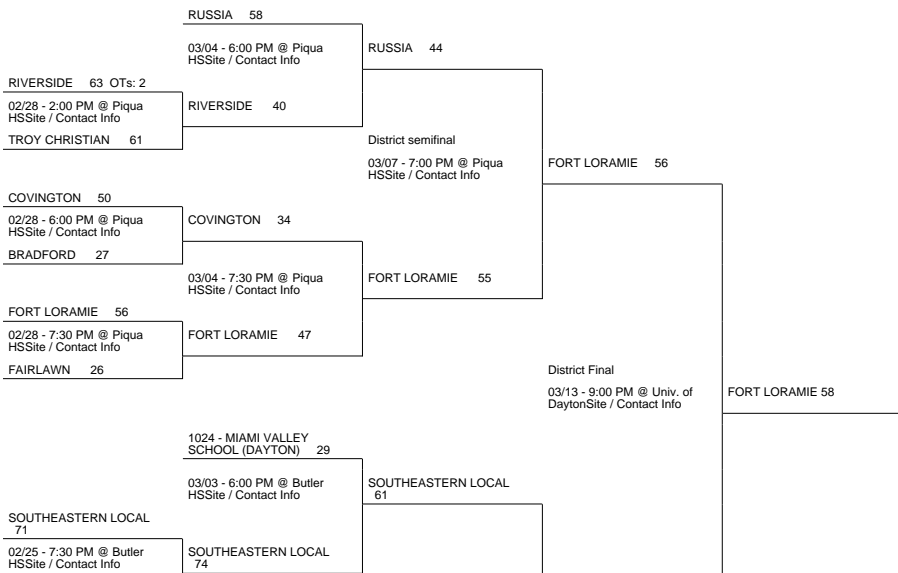 RUSSIA 58
03/04 - 6:00 PM @ Piqua
HSSite / Contact Info
RUSSIA 44
RIVERSIDE 63 OTs: 2
02/28 - 2:00 PM @ Piqua
HSSite / Contact Info
RIVERSIDE 40
TROY CHRISTIAN 61
District semifinal
03/07 - 7:00 PM @ Piqua
HSSite / Contact Info
FORT LORAMIE 56
COVINGTON 50
02/28 - 6:00 PM @ Piqua
HSSite / Contact Info
COVINGTON 34
BRADFORD 27
03/04 - 7:30 PM @ Piqua
HSSite / Contact Info
FORT LORAMIE 55
FORT LORAMIE 56
02/28 - 7:30 PM @ Piqua
HSSite / Contact Info
FORT LORAMIE 47
FAIRLAWN 26
District Final
03/13 - 9:00 PM @ Univ. of
DaytonSite / Contact Info
FORT LORAMIE 58
1024 - MIAMI VALLEY
SCHOOL (DAYTON) 29
03/03 - 6:00 PM @ Butler
HSSite / Contact Info
SOUTHEASTERN LOCAL
61
SOUTHEASTERN LOCAL
71
02/25 - 7:30 PM @ Butler
HSSite / Contact Info
SOUTHEASTERN LOCAL
74